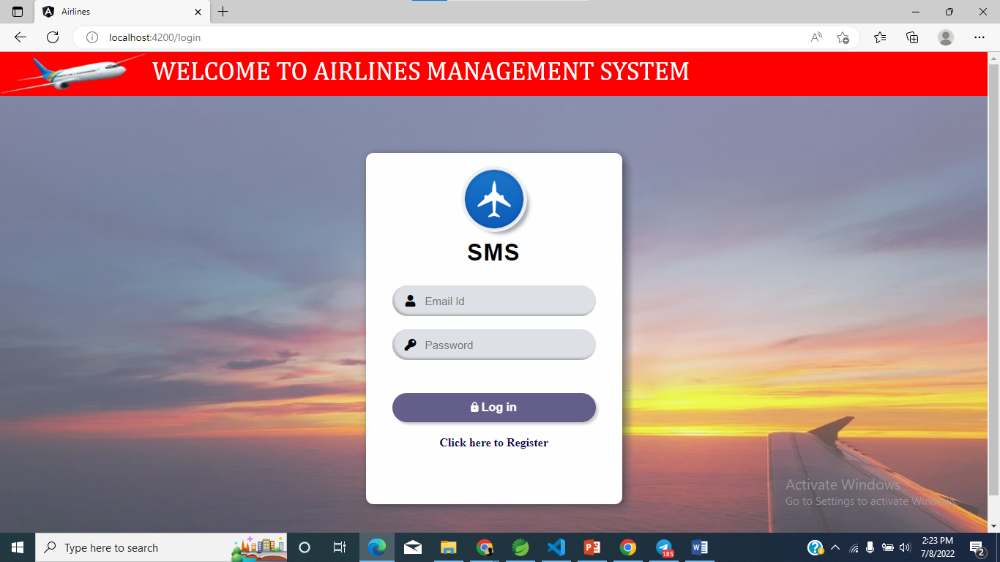 Airlines
localhost:4200/login
WELCOME TO AIRLINES MANAGEMENT SYSTEM
SMS
Email Id
Password
Log in
Click here to Register
Activate Windows
Go to Settings to activate Windows.
Type here to search
185
2:23 PM
7/8/2022
2